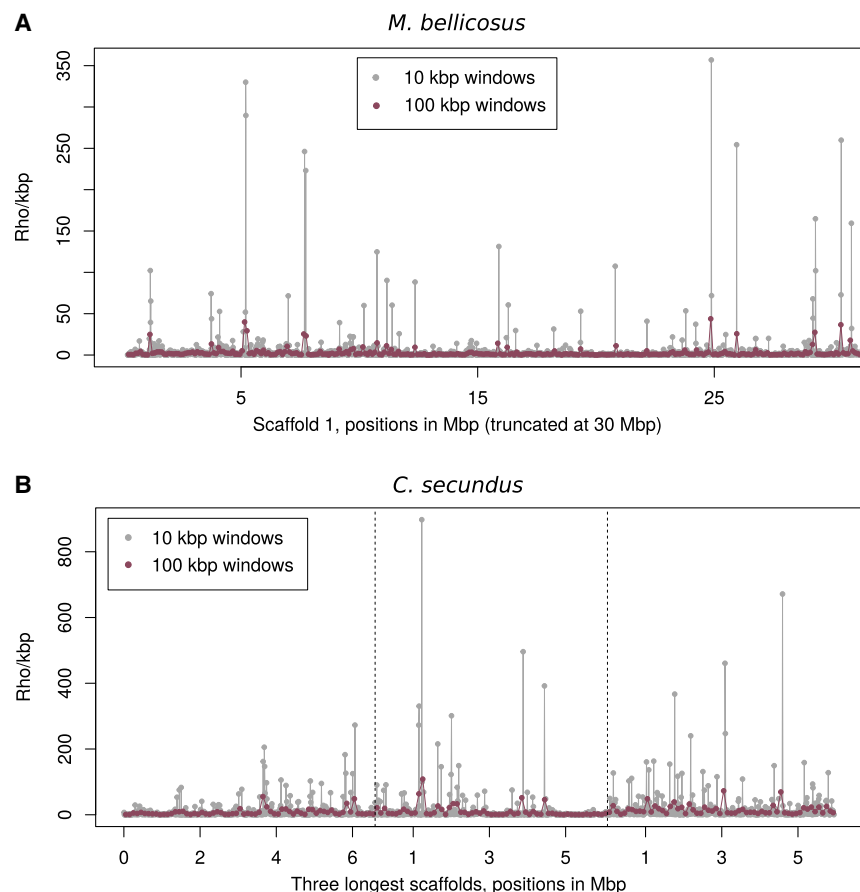 A
M. bellicosus
10 kbp windows
100 kbp windows
Rho/kbp
350
250
150
50
0
5 15 25
Scaffold 1, positions in Mbp (truncated at 30 Mbp)
B
C. secundus
10 kbp windows
100 kbp windows
Rho/kbp
800
600
400
200
0
0 2 4 6 1 3 5 1 3 5
Three longest scaffolds, positions in Mbp